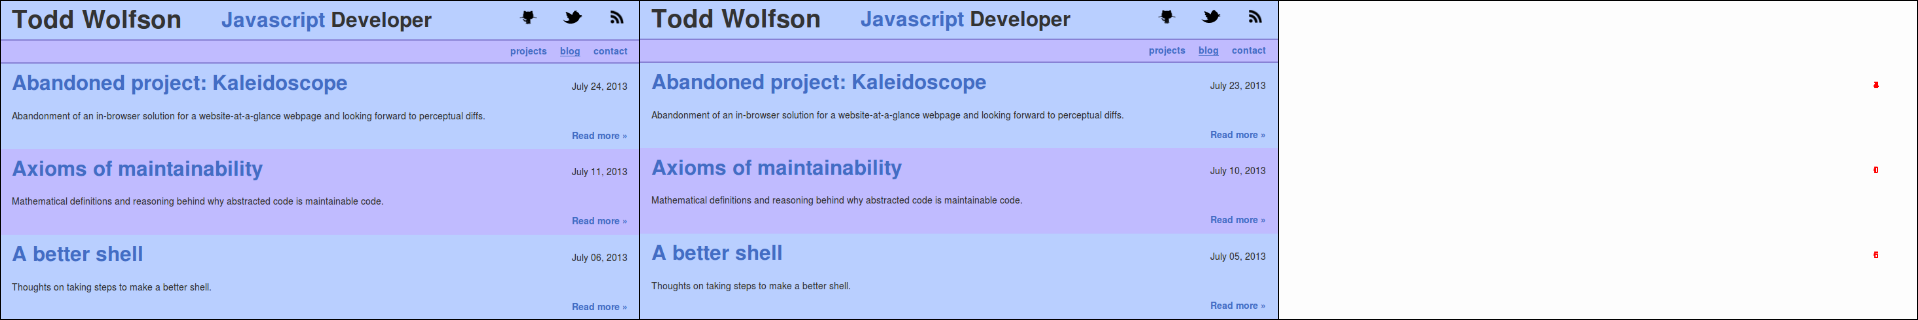 Todd Wolfson Javascript Developer
projects blog contact
Abandoned project: Kaleidoscope July 24, 2013
Abandonment of an in-browser solution for a website-at-a-glance webpage and looking forward to perceptual diffs.
Read more »
Axioms of maintainability July 11, 2013
Mathematical definitions and reasoning behind why abstracted code is maintainable code.
Read more »
A better shell July 06, 2013
Thoughts on taking steps to make a better shell.
Read more »
Todd Wolfson Javascript Developer
projects blog contact
Abandoned project: Kaleidoscope July 23, 2013
Abandonment of an in-browser solution for a website-at-a-glance webpage and looking forward to perceptual diffs.
Read more »
Axioms of maintainability July 10, 2013
Mathematical definitions and reasoning behind why abstracted code is maintainable code.
Read more »
A better shell July 05, 2013
Thoughts on taking steps to make a better shell.
Read more »